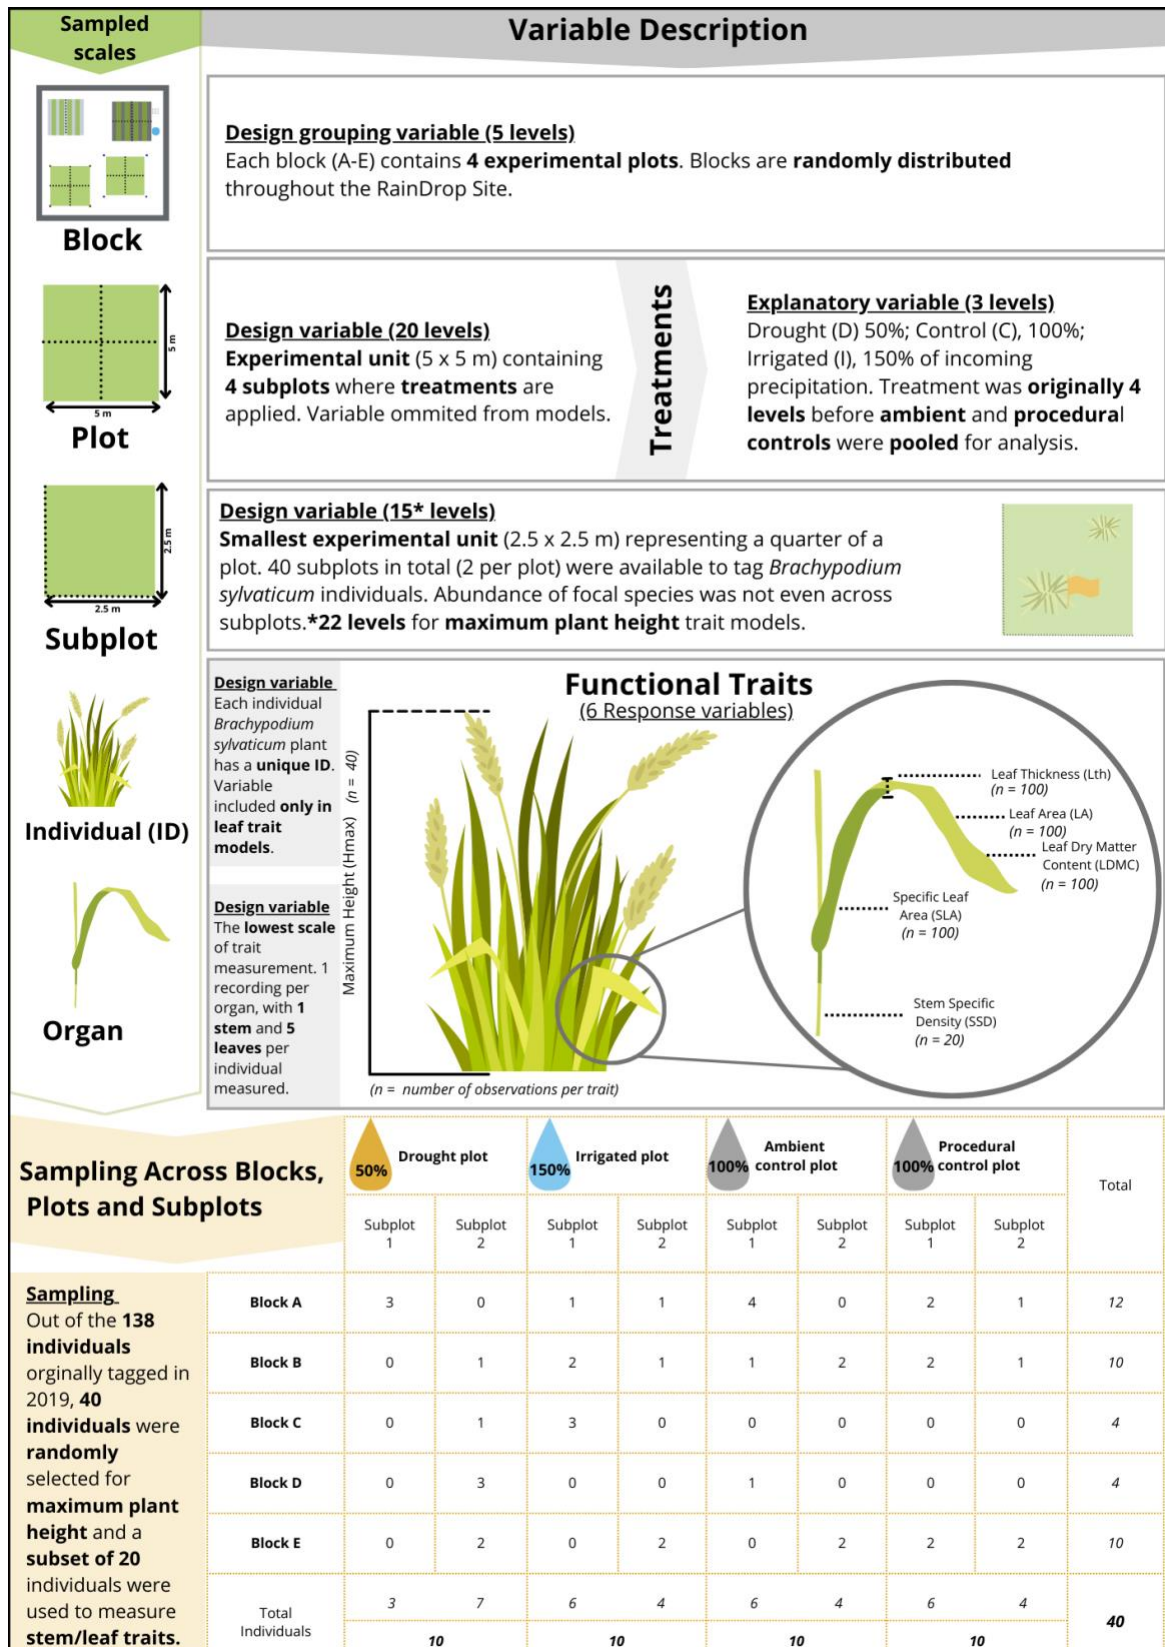 Sampled
scales
Variable Description
Block
Design grouping variable (5 levels)
Each block (A-E) contains 4 experimental plots. Blocks are randomly distributed
throughout the RainDrop Site.
5 m
5 m
Plot
Design variable (20 levels)
Experimental unit (5 x 5 m) containing
4 subplots where treatments are
applied. Variable ommited from models.
Treatments
Explanatory variable (3 levels)
Drought (D) 50%; Control (C), 100%;
Irrigated (I), 150% of incoming
precipitation. Treatment was originally 4
levels before ambient and procedural
controls were pooled for analysis.
2.5 m
2.5 m
Subplot
Design variable (15* levels)
Smallest experimental unit (2.5 x 2.5 m) representing a quarter of a
plot. 40 subplots in total (2 per plot) were available to tag Brachypodium
sylvaticum individuals. Abundance of focal species was not even across
subplots.*22 levels for maximum plant height trait models.
Individual (ID)
Design variable
Each individual
Brachypodium
sylvaticum plant
has a unique ID.
Variable
included only in
leaf trait
models.
Organ
Design variable
The lowest scale
of trait
measurement. 1
recording per
organ, with 1
stem and 5
leaves per
individual
measured.
Functional Traits
(6 Response variables)
Maximum Height (Hmax) (n = 40)
Leaf Thickness (Lth)
(n = 100)
Leaf Area (LA)
(n = 100)
Leaf Dry Matter
Content (LDMC)
(n = 100)
Specific Leaf
Area (SLA)
(n = 100)
Stem Specific
Density (SSD)
(n = 20)
(n = number of observations per trait)
Sampling Across Blocks,
Plots and Subplots
50% Drought plot 150% Irrigated plot 100% Ambient control plot 100% Procedural control plot Total
Subplot 1 Subplot 2 Subplot 1 Subplot 2 Subplot 1 Subplot 2 Subplot 1 Subplot 2
Block A 3 0 1 1 4 0 2 1 12
Block B 0 1 2 1 1 2 2 1 10
Block C 0 1 3 0 0 0 0 0 4
Block D 0 3 0 0 1 0 0 0 4
Block E 0 2 0 2 0 2 2 2 10
Total Individuals 3 7 6 4 6 4 6 4 40
10 10 10 10
Sampling
Out of the 138
individuals
orginally tagged in
2019, 40
individuals were
randomly
selected for
maximum plant
height and a
subset of 20
individuals were
used to measure
stem/leaf traits.